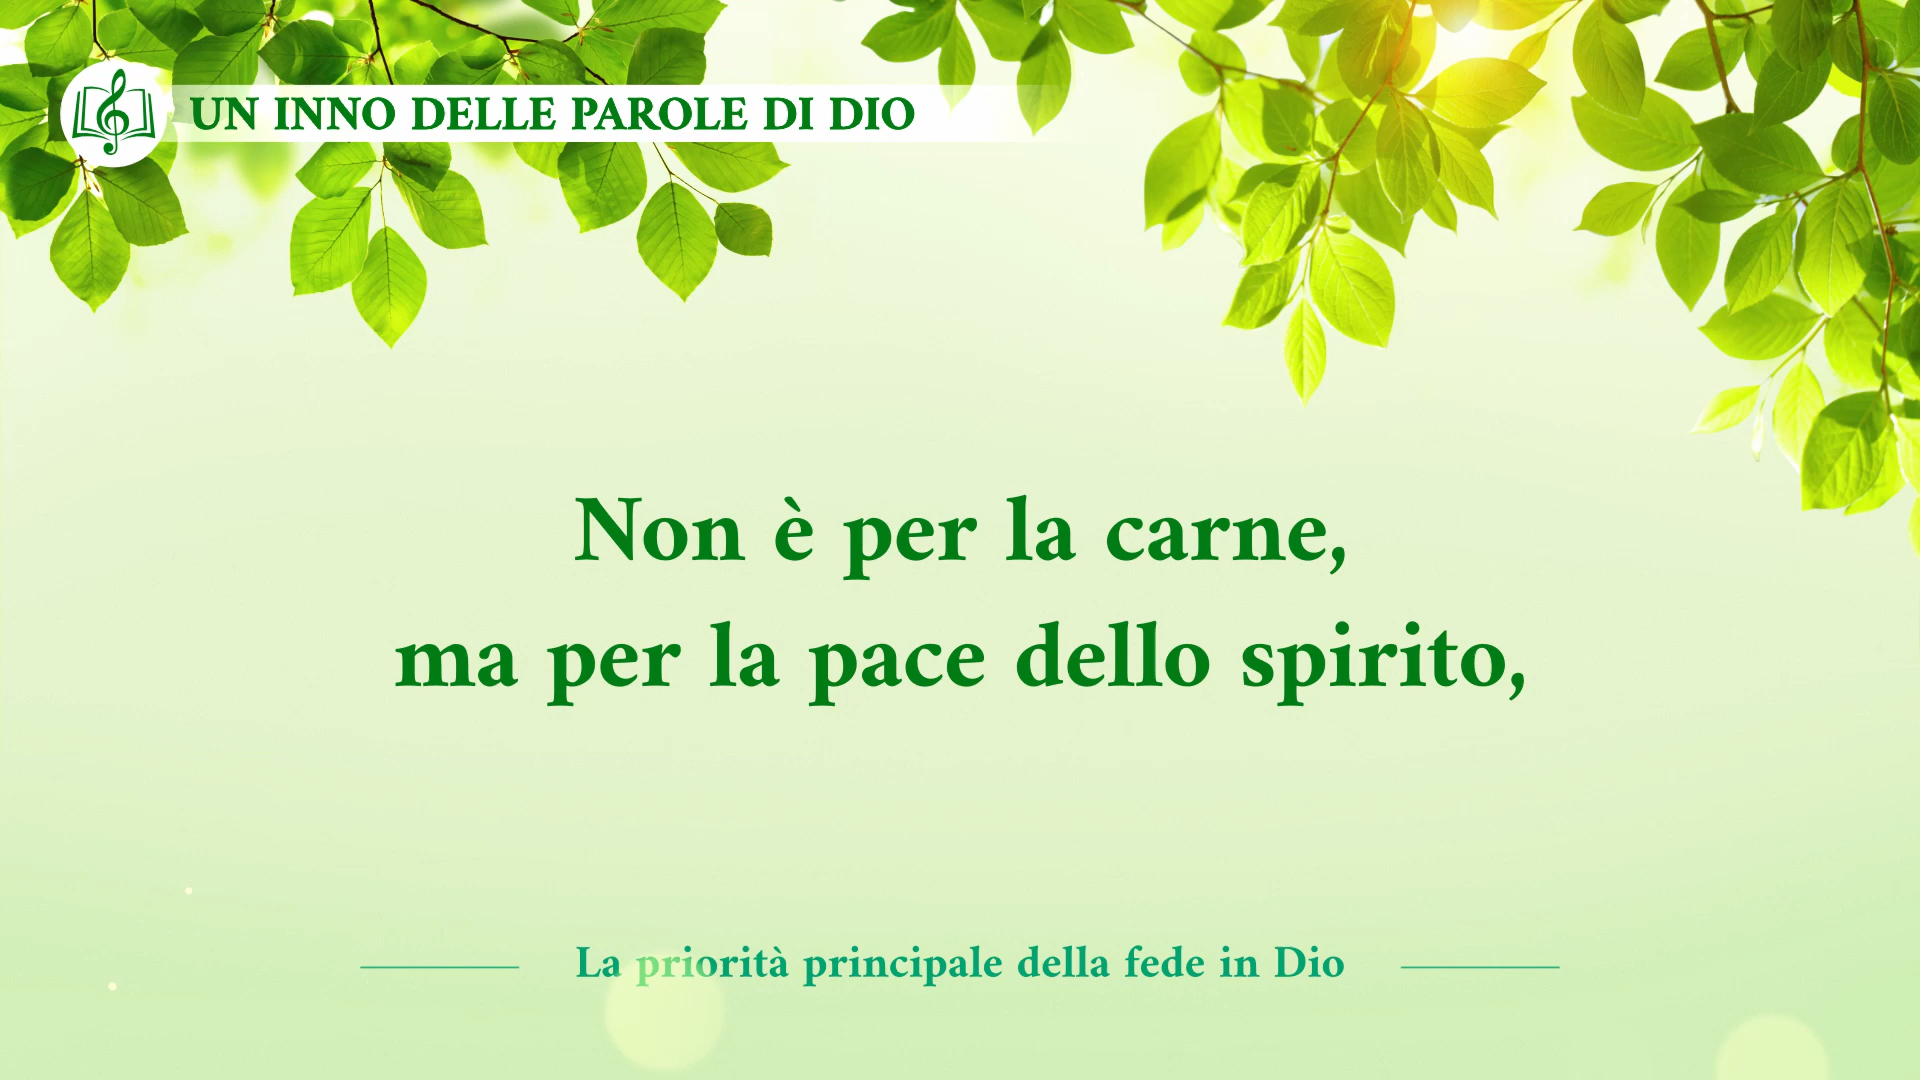 UN INNO DELLE PAROLE DI DIO
Non è per la carne,
ma per la pace dello spirito,
La priorità principale della fede in Dio